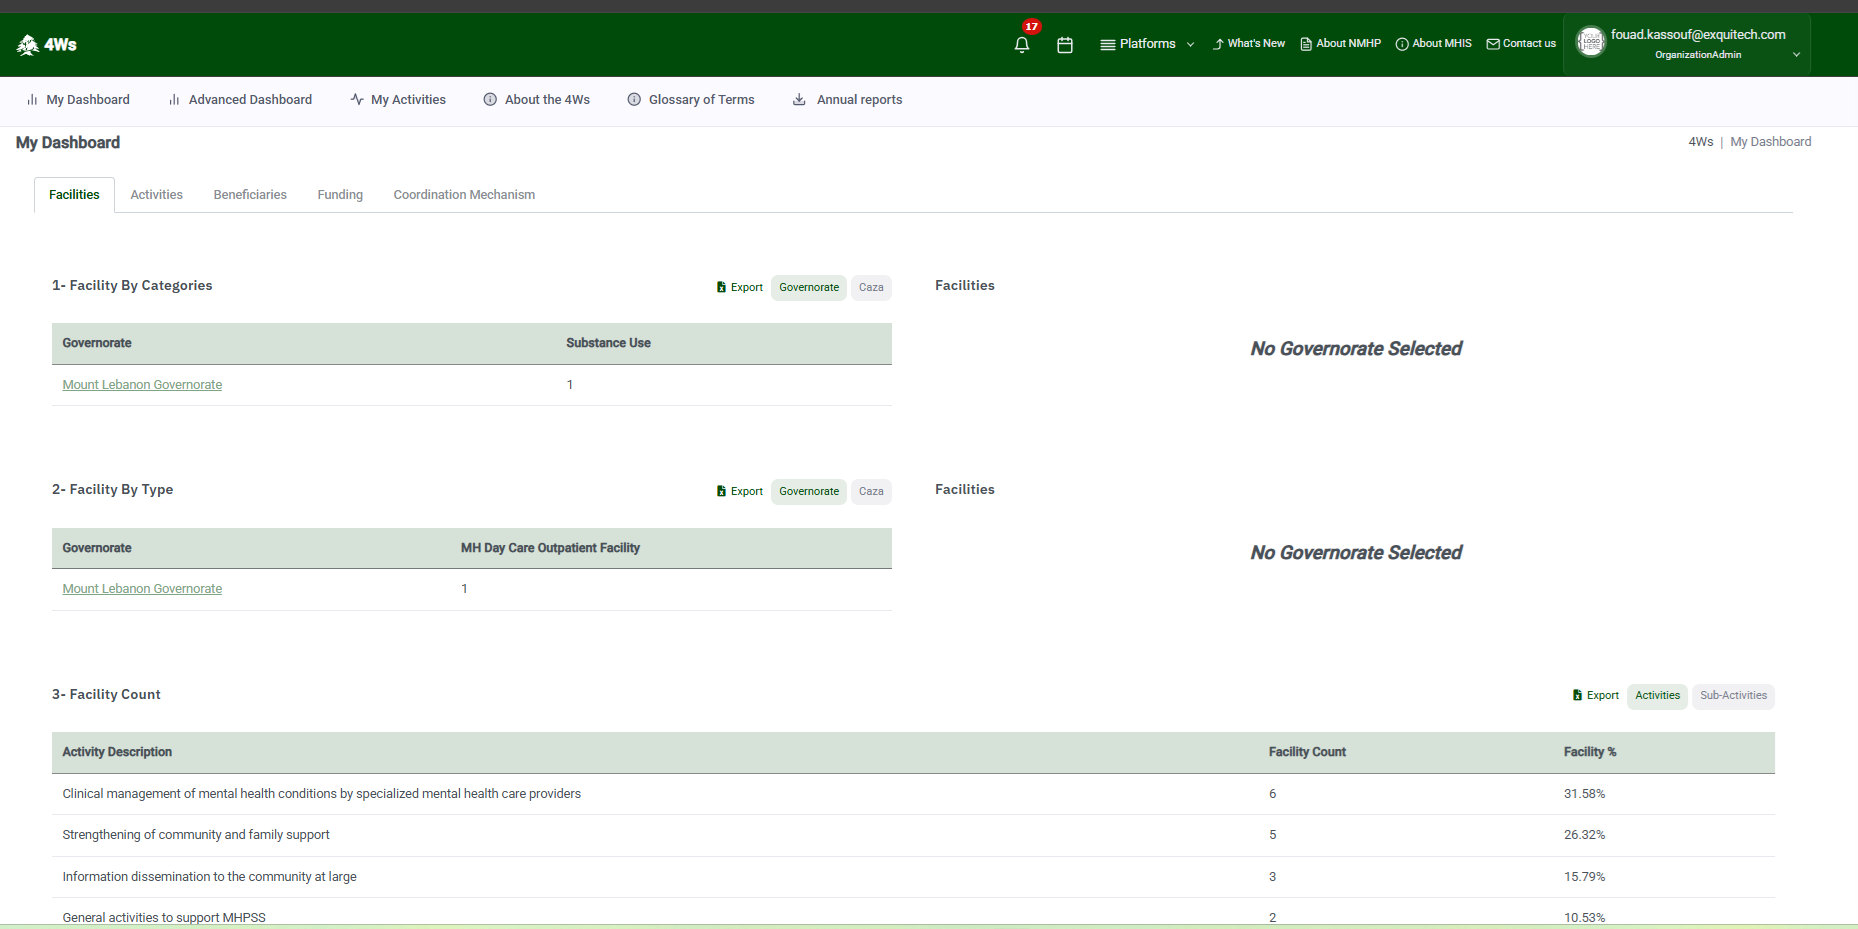 4Ws
17
Platforms
What's New
About NMHP
About MHIS
Contact us
YOUR LOGO HERE
fouad.kassouf@exquitech.com
OrganizationAdmin
My Dashboard
Advanced Dashboard
My Activities
About the 4Ws
Glossary of Terms
Annual reports
My Dashboard
4Ws | My Dashboard
Facilities
Activities
Beneficiaries
Funding
Coordination Mechanism
1- Facility By Categories
Export
Governorate
Caza
Facilities
Governorate Substance Use
Mount Lebanon Governorate 1
No Governorate Selected
2- Facility By Type
Export
Governorate
Caza
Facilities
Governorate MH Day Care Outpatient Facility
Mount Lebanon Governorate 1
No Governorate Selected
3- Facility Count
Export
Activities
Sub-Activities
Activity Description Facility Count Facility %
Clinical management of mental health conditions by specialized mental health care providers 6 31.58%
Strengthening of community and family support 5 26.32%
Information dissemination to the community at large 3 15.79%
General activities to support MHPSS 2 10.53%